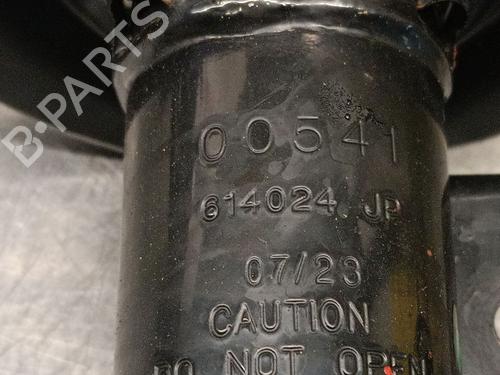 B-PARTS
00541
614024 JP
07/23
CAUTION
DO NOT OPEN